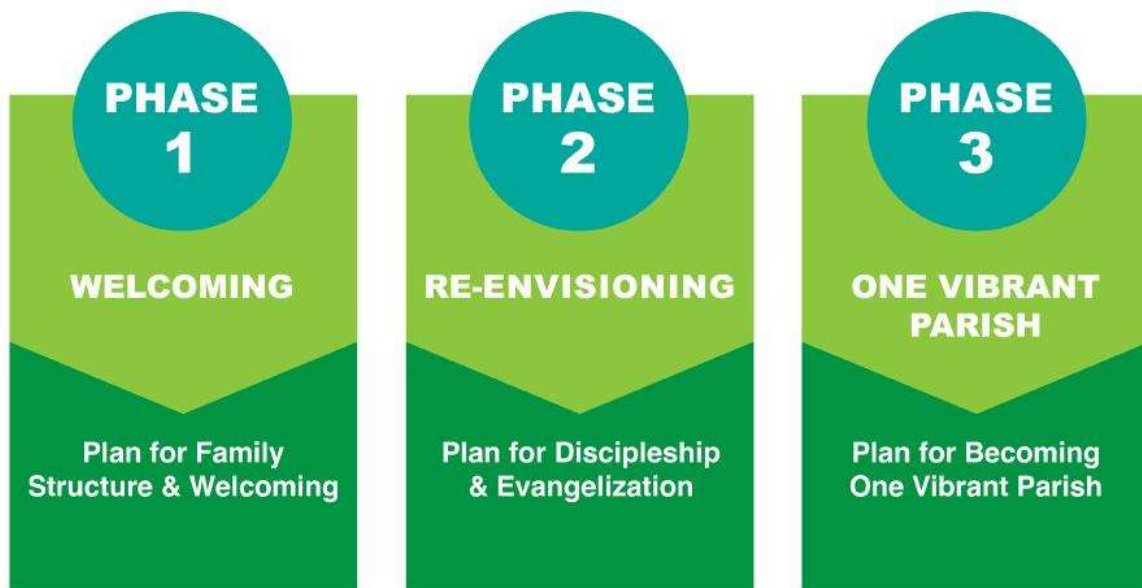 PHASE
1
WELCOMING
Plan for Family
Structure & Welcoming
PHASE
2
RE-ENVISIONING
Plan for Discipleship
& Evangelization
PHASE
3
ONE VIBRANT
PARISH
Plan for Becoming
One Vibrant Parish